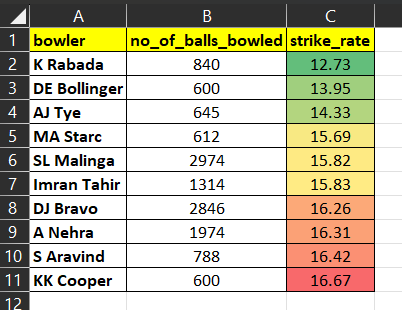 A B C
1 bowler no_of_balls_bowled strike_rate
2 K Rabada 840 12.73
3 DE Bollinger 600 13.95
4 AJ Tye 645 14.33
5 MA Starc 612 15.69
6 SL Malinga 2974 15.82
7 Imran Tahir 1314 15.83
8 DJ Bravo 2846 16.26
9 A Nehra 1974 16.31
10 S Aravind 788 16.42
11 KK Cooper 600 16.67
12